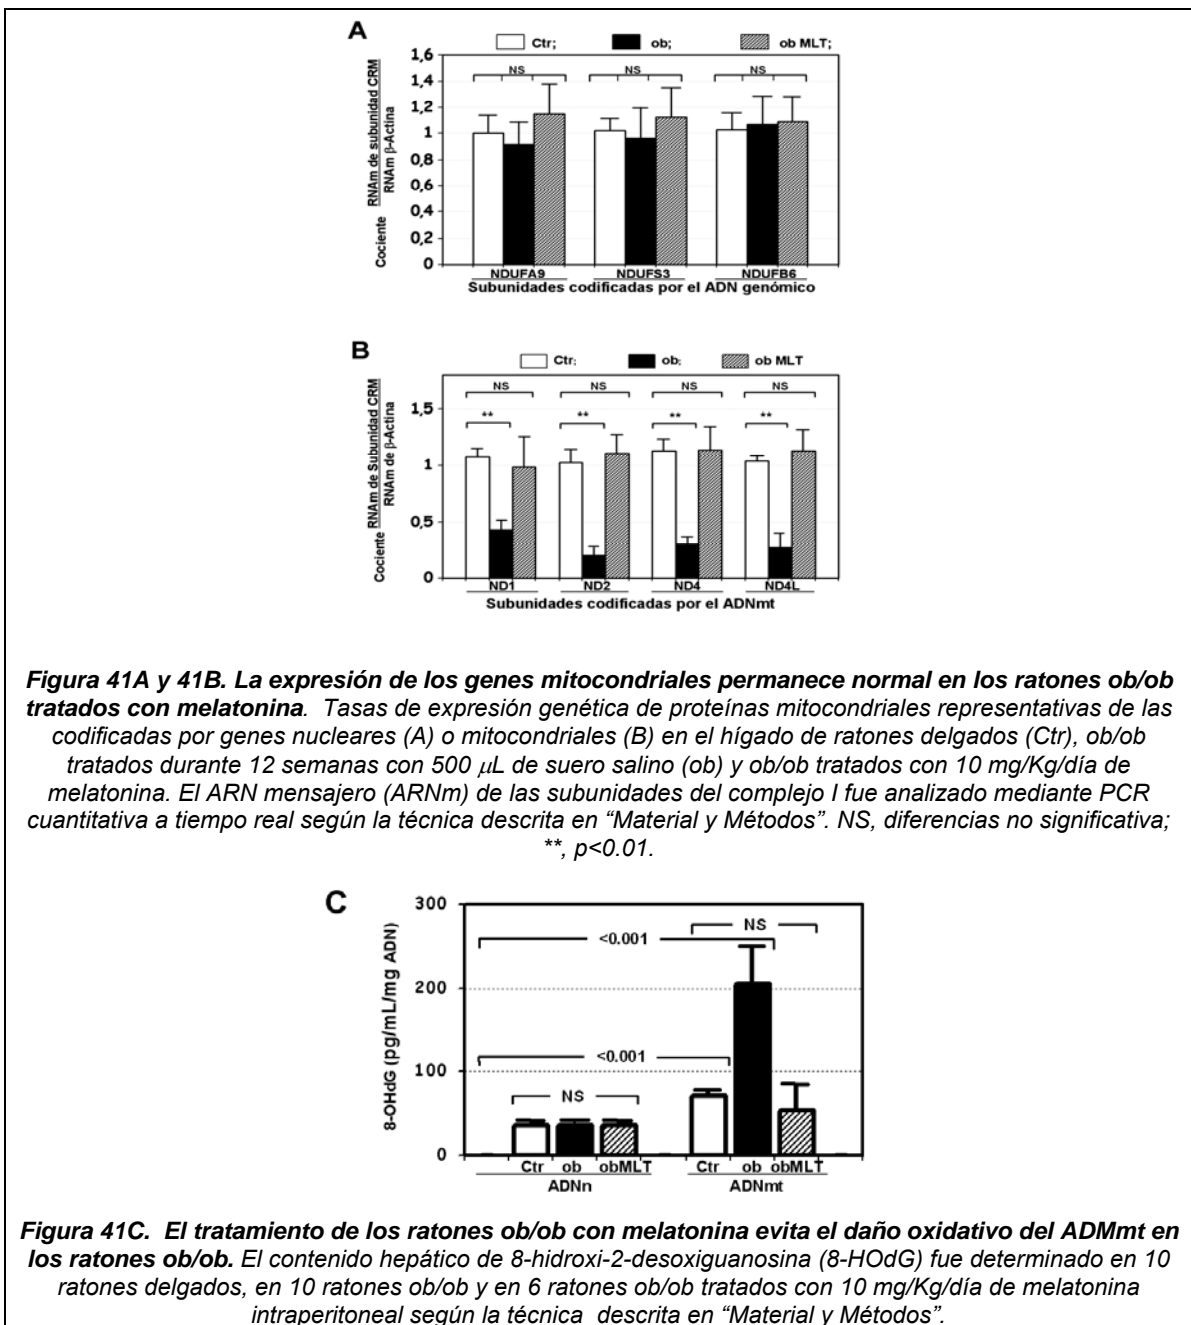 A
Ctr; ob; ob MLT;
Cociente RNAm de subunidad CRM
RNAm β-Actina
1,6
1,4
1,2
1
0,8
0,6
0,4
0,2
0
NS NS NS
NDUFA9 NDUFS3 NDUFB6
Subunidades codificadas por el ADN genómico
B
Ctr; ob; ob MLT
Cociente RNAm de Subunidad CRM
RNAm de β-Actina
NS NS NS NS
** ** ** **
1,5
1
0,5
0
ND1 ND2 ND4 ND4L
Subunidades codificadas por el ADNmt
Figura 41A y 41B. La expresión de los genes mitocondriales permanece normal en los ratones ob/ob
tratados con melatonina. Tasas de expresión genética de proteínas mitocondriales representativas de las
codificadas por genes nucleares (A) o mitocondriales (B) en el hígado de ratones delgados (Ctr), ob/ob
tratados durante 12 semanas con 500 μL de suero salino (ob) y ob/ob tratados con 10 mg/Kg/día de
melatonina. El ARN mensajero (ARNm) de las subunidades del complejo I fue analizado mediante PCR
cuantitativa a tiempo real según la técnica descrita en “Material y Métodos”. NS, diferencias no significativa;
**, p<0.01.
C
8-OHdG (pg/mL/mg ADN)
300
200
100
0
NS
<0.001
<0.001
NS
Ctr ob obMLT Ctr ob obMLT
ADNn ADNmt
Figura 41C. El tratamiento de los ratones ob/ob con melatonina evita el daño oxidativo del ADMmt en
los ratones ob/ob. El contenido hepático de 8-hidroxi-2-desoxiguanosina (8-HOdG) fue determinado en 10
ratones delgados, en 10 ratones ob/ob y en 6 ratones ob/ob tratados con 10 mg/Kg/día de melatonina
intraperitoneal según la técnica descrita en “Material y Métodos”.